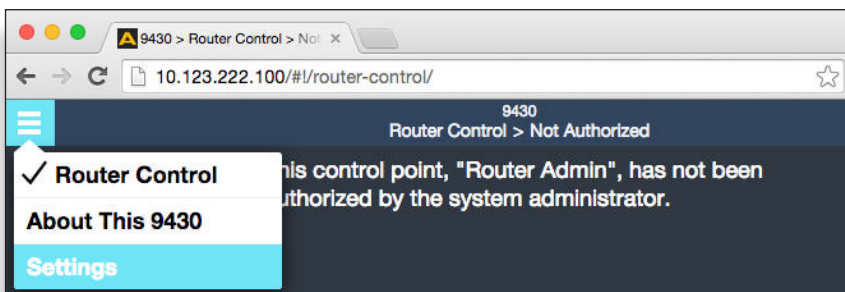 9430 > Router Control > Not
10.123.222.100/#!/router-control/
9430
Router Control > Not Authorized
✓ Router Control
About This 9430
Settings
his control point, "Router Admin", has not been
uthorized by the system administrator.